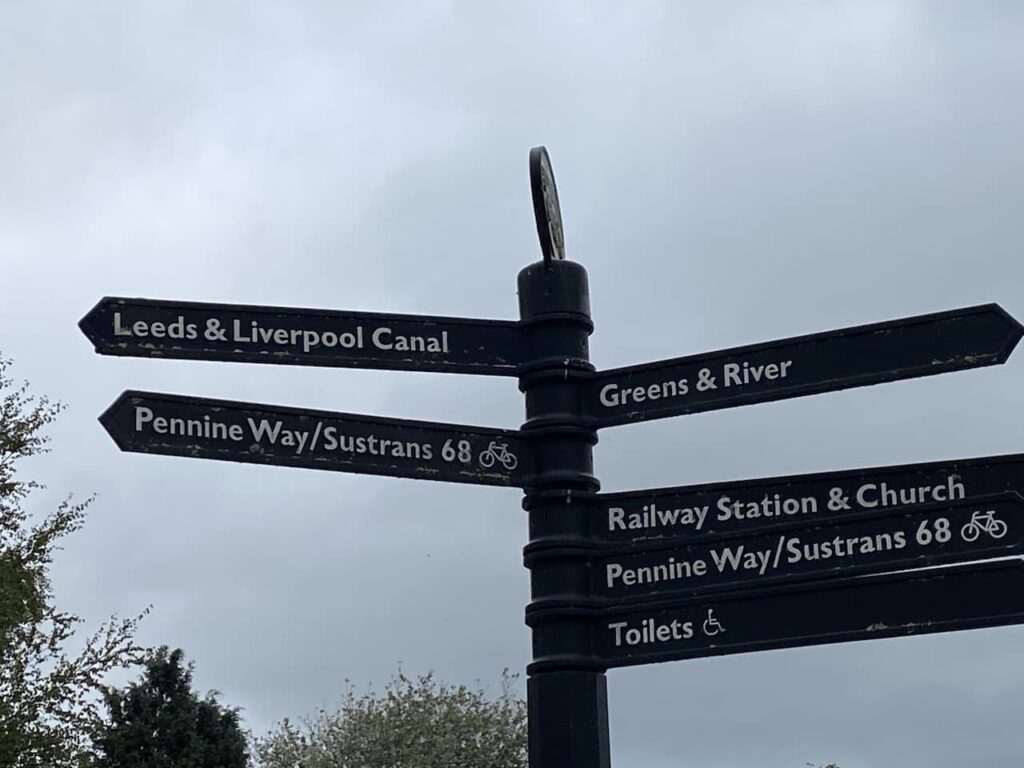 Leeds & Liverpool Canal
Pennine Way/Sustrans 68
Greens & River
Railway Station & Church
Pennine Way/Sustrans 68
Toilets